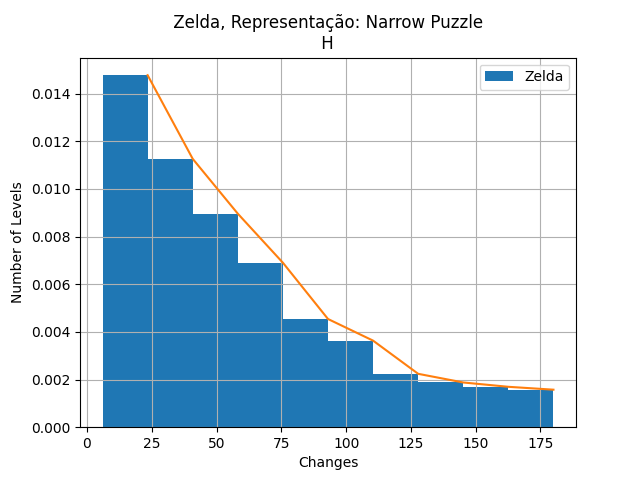 Zelda, Representação: Narrow Puzzle
H
Zelda
Number of Levels
0.014
0.012
0.010
0.008
0.006
0.004
0.002
0.000
0 25 50 75 100 125 150 175
Changes